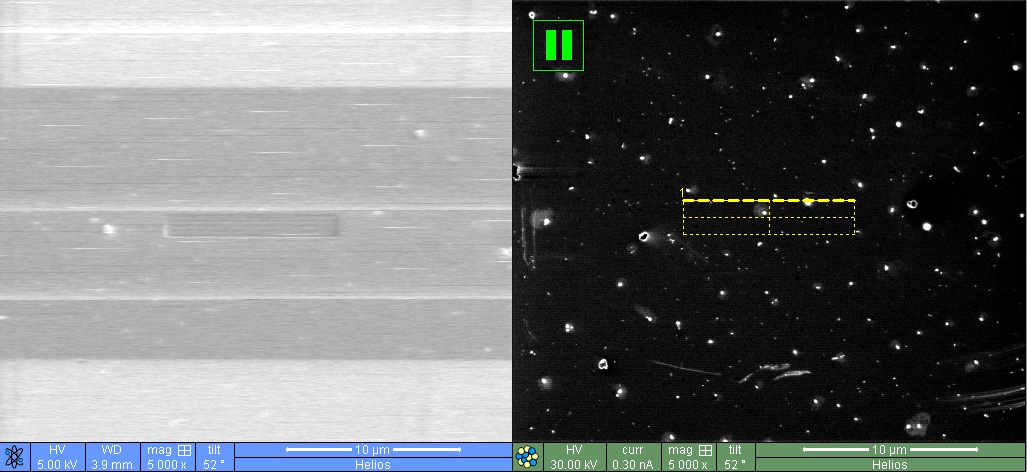 1
HV
5.00 kV
WD
3.9 mm
mag
5 000 x
tilt
52 °
10 µm
Helios
HV
30.00 kV
curr
0.30 nA
mag
5 000 x
tilt
52 °
10 µm
Helios